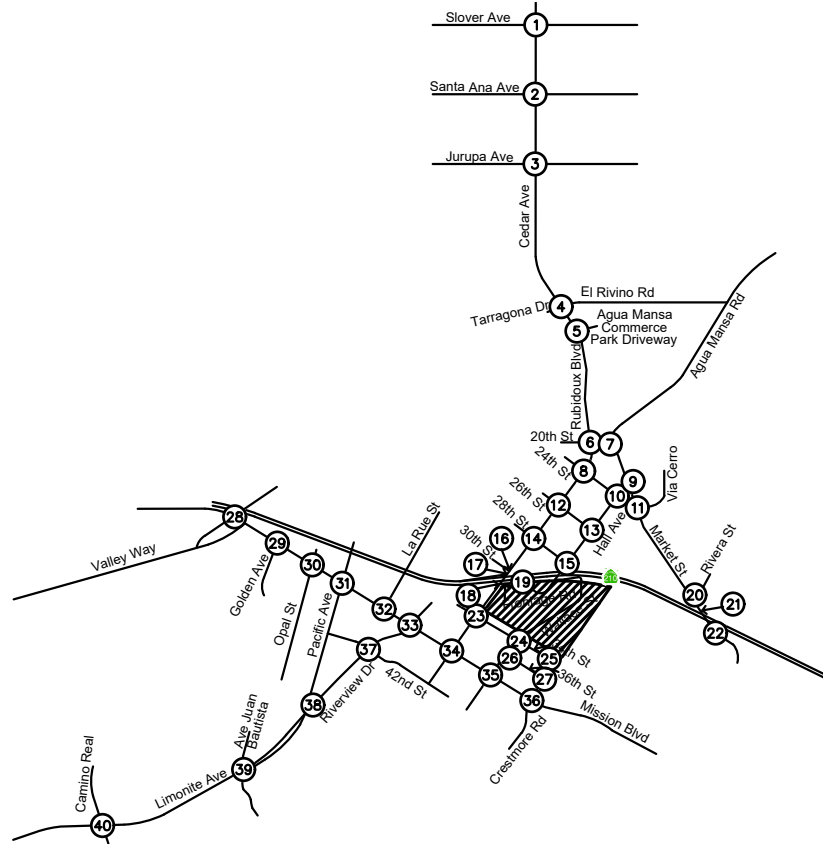 Slover Ave
1
Santa Ana Ave
2
Jurupa Ave
3
Cedar Ave
El Rivino Rd
4
Tarragona Dr
5
Agua Mansa
Commerce
Park Driveway
Agua Mansa Rd
Rubidoux Blvd
20th St
6
7
24th St
8
9
Via Cerro
10
11
26th St
12
Hall Ave
13
28th St
14
Market St
Rivera St
16
30th St
15
17
19
210
18
20
21
22
23
Frontage Rd
24
25
26
27
36th St
28
Valley Way
29
Golden Ave
30
Opal St
31
Pacific Ave
La Rue St
32
33
34
35
36
Mission Blvd
Crestmore Rd
37
42nd St
Riverview Dr
38
Ave Juan
Bautista
39
Limonite Ave
Camino Real
40